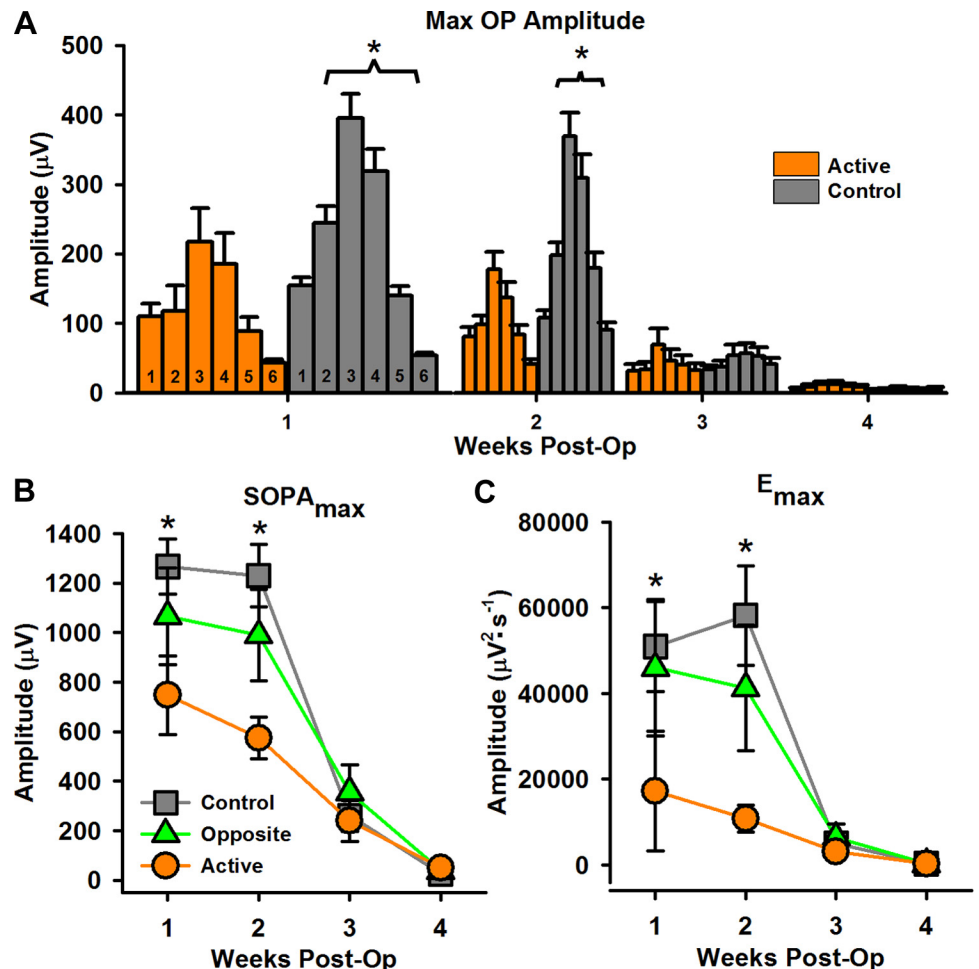 A
Max OP Amplitude
*
*
500
400
300
200
100
0
Amplitude (μV)
Active
Control
1 2 3 4 5 6 1 2 3 4 5 6
1 2 3 4
Weeks Post-Op
B
SOPAmax
* *
1400
1200
1000
800
600
400
200
0
Amplitude (μV)
Control
Opposite
Active
1 2 3 4
Weeks Post-Op
C
Emax
* *
80000
60000
40000
20000
0
Amplitude (μV²·s⁻¹)
1 2 3 4
Weeks Post-Op